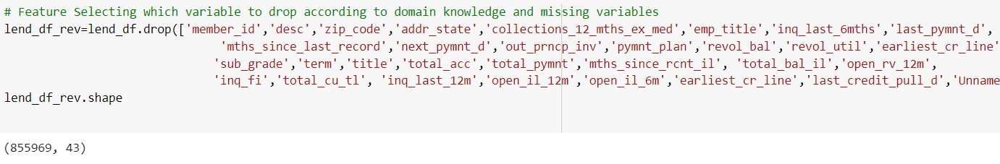 # Feature Selecting which variable to drop according to domain knowledge and missing variables
lend_df_rev=lend_df.drop(['member_id','desc','zip_code','addr_state','collections_12_mths_ex_med','emp_title','inq_last_6mths','last_pymnt_d',
'mths_since_last_record','next_pymnt_d','out_prncp_inv','pymnt_plan','revol_bal','revol_util','earliest_cr_line'
'sub_grade','term','title','total_acc','total_pymnt','mths_since_rcnt_il', 'total_bal_il','open_rv_12m',
'inq_fi','total_cu_tl', 'inq_last_12m','open_il_12m','open_il_6m','earliest_cr_line','last_credit_pull_d','Unname
lend_df_rev.shape
(855969, 43)